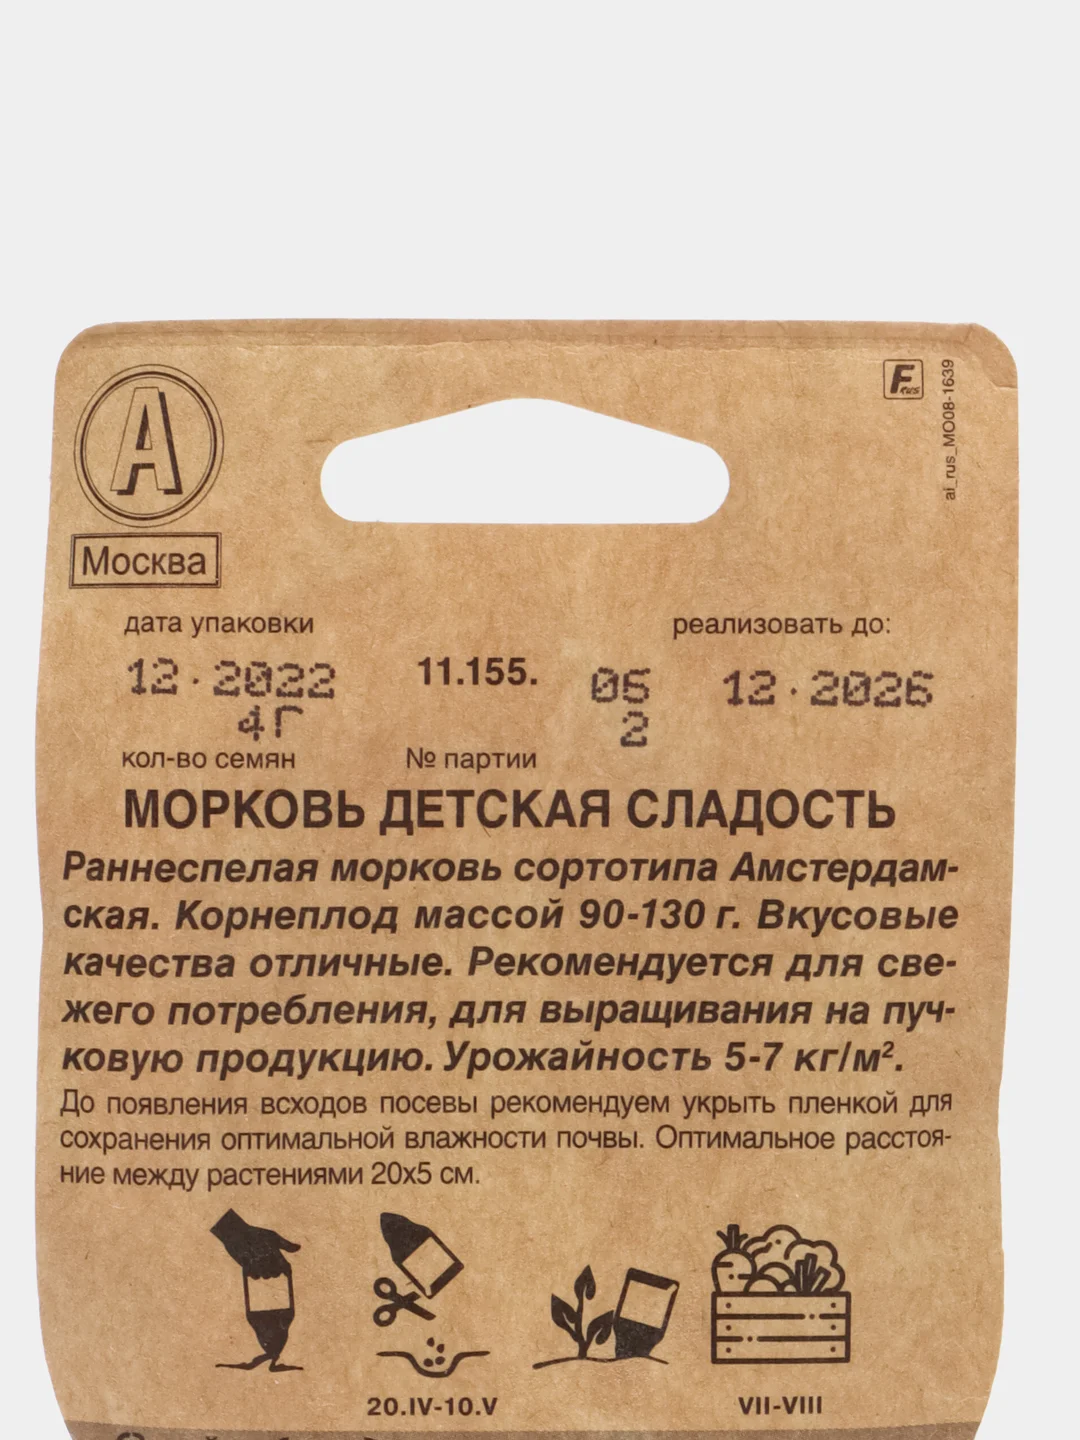 А
F
RUS
ai_rus_MO08-1639
Москва
дата упаковки
реализовать до:
12.2022
11.155.
06
12.2026
4Г
2
кол-во семян
№ партии
МОРКОВЬ ДЕТСКАЯ СЛАДОСТЬ
Раннеспелая морковь сортотипа Амстердам-
ская. Корнеплод массой 90-130 г. Вкусовые
качества отличные. Рекомендуется для све-
жего потребления, для выращивания на пуч-
ковую продукцию. Урожайность 5-7 кг/м².
До появления всходов посевы рекомендуем укрыть пленкой для
сохранения оптимальной влажности почвы. Оптимальное расстоя-
ние между растениями 20х5 см.
20.IV-10.V
VII-VIII